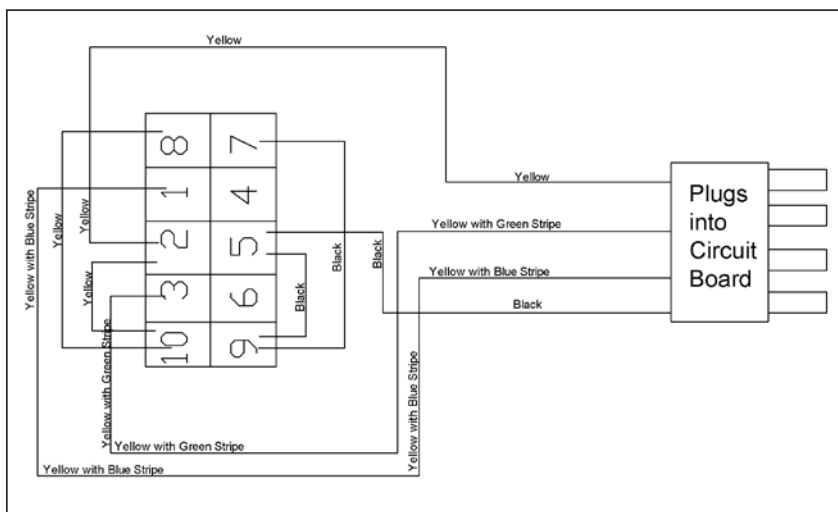 Yellow
8
7
1
4
2
5
3
6
10
9
Yellow with Blue Stripe
Yellow
Yellow
Yellow
Yellow with Green Stripe
Black
Black
Black
Yellow
Yellow with Green Stripe
Yellow with Blue Stripe
Black
Plugs
into
Circuit
Board
Yellow with Blue Stripe
Yellow with Green Stripe
Yellow with Blue Stripe